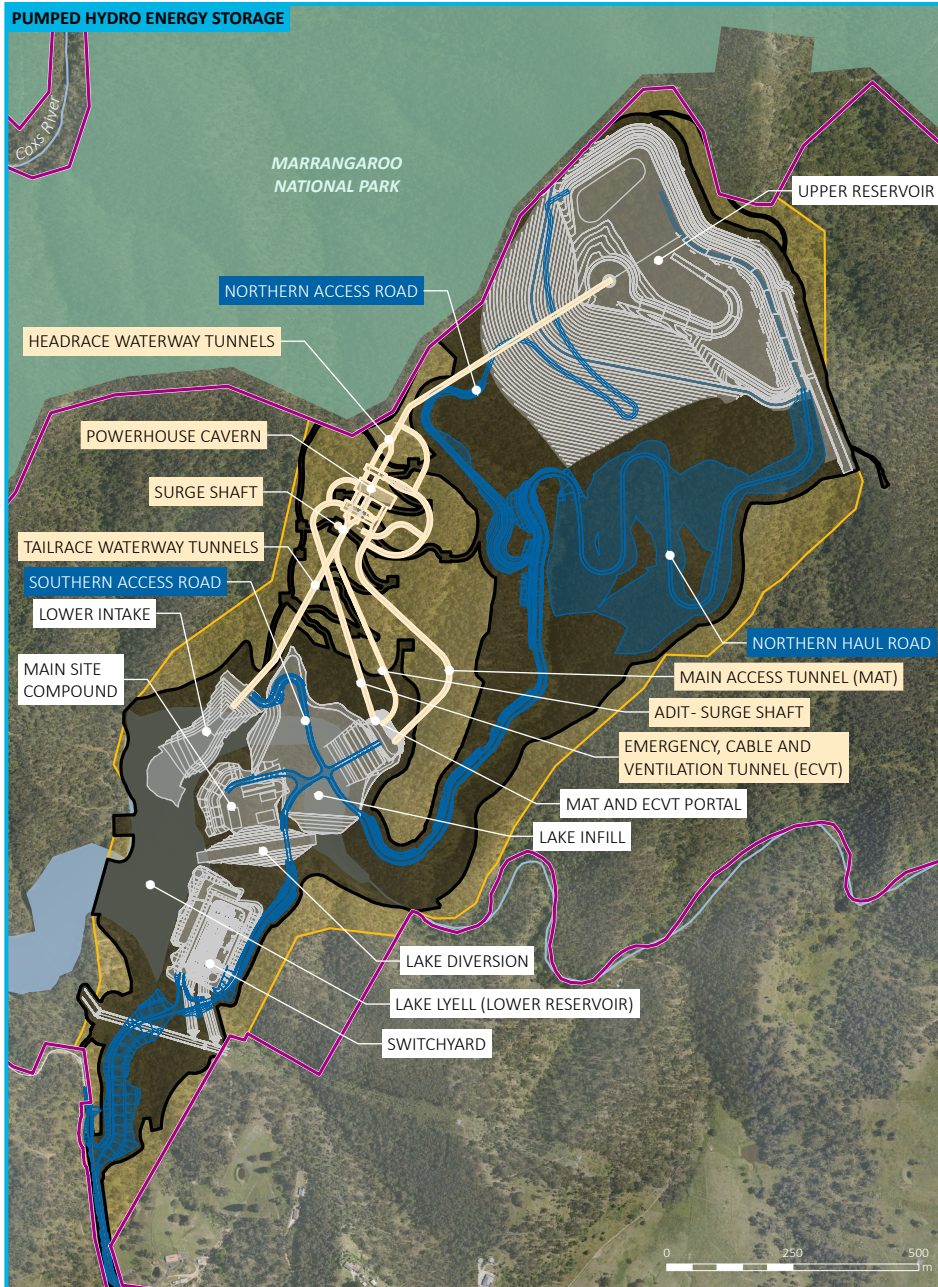 PUMPED HYDRO ENERGY STORAGE
Coxs River
MARRANGAROO
NATIONAL PARK
UPPER RESERVOIR
NORTHERN ACCESS ROAD
HEADRACE WATERWAY TUNNELS
POWERHOUSE CAVERN
SURGE SHAFT
TAILRACE WATERWAY TUNNELS
SOUTHERN ACCESS ROAD
LOWER INTAKE
NORTHERN HAUL ROAD
MAIN SITE
COMPOUND
MAIN ACCESS TUNNEL (MAT)
ADIT - SURGE SHAFT
EMERGENCY, CABLE AND
VENTILATION TUNNEL (ECVT)
MAT AND ECVT PORTAL
LAKE INFILL
LAKE DIVERSION
LAKE LYELL (LOWER RESERVOIR)
SWITCHYARD
0 250 500
m